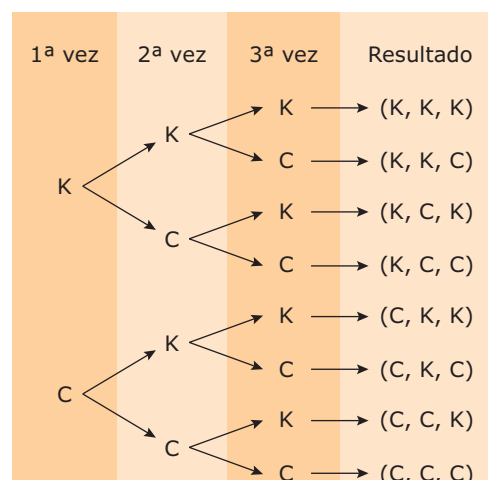 1ª vez 2ª vez 3ª vez Resultado
K (K, K, K)
K
C (K, K, C)
K
K (K, C, K)
C
C (K, C, C)
K (C, K, K)
K
C (C, K, C)
C
K (C, C, K)
C
C (C, C, C)